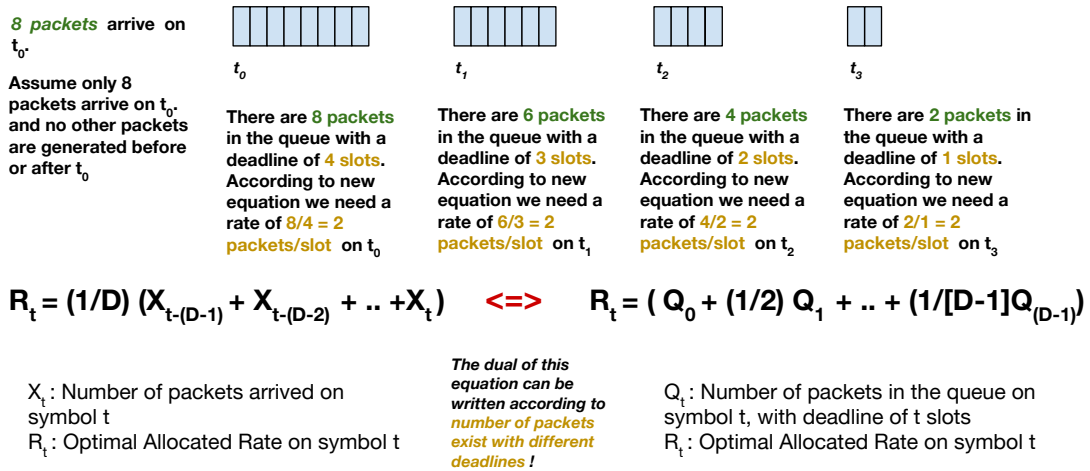 8 packets arrive on
t0.
Assume only 8
packets arrive on t0.
and no other packets
are generated before
or after t0
t0
There are 8 packets
in the queue with a
deadline of 4 slots.
According to new
equation we need a
rate of 8/4 = 2
packets/slot on t0
t1
There are 6 packets
in the queue with a
deadline of 3 slots.
According to new
equation we need a
rate of 6/3 = 2
packets/slot on t1
t2
There are 4 packets
in the queue with a
deadline of 2 slots.
According to new
equation we need a
rate of 4/2 = 2
packets/slot on t2
t3
There are 2 packets in
the queue with a
deadline of 1 slots.
According to new
equation we need a
rate of 2/1 = 2
packets/slot on t3
Rt = (1/D) (Xt-(D-1) + Xt-(D-2) + .. +Xt) <=> Rt = ( Q0 + (1/2) Q1 + .. + (1/[D-1]Q(D-1))
Xt : Number of packets arrived on
symbol t
Rt : Optimal Allocated Rate on symbol t
The dual of this
equation can be
written according to
number of packets
exist with different
deadlines !
Qt : Number of packets in the queue on
symbol t, with deadline of t slots
Rt : Optimal Allocated Rate on symbol t